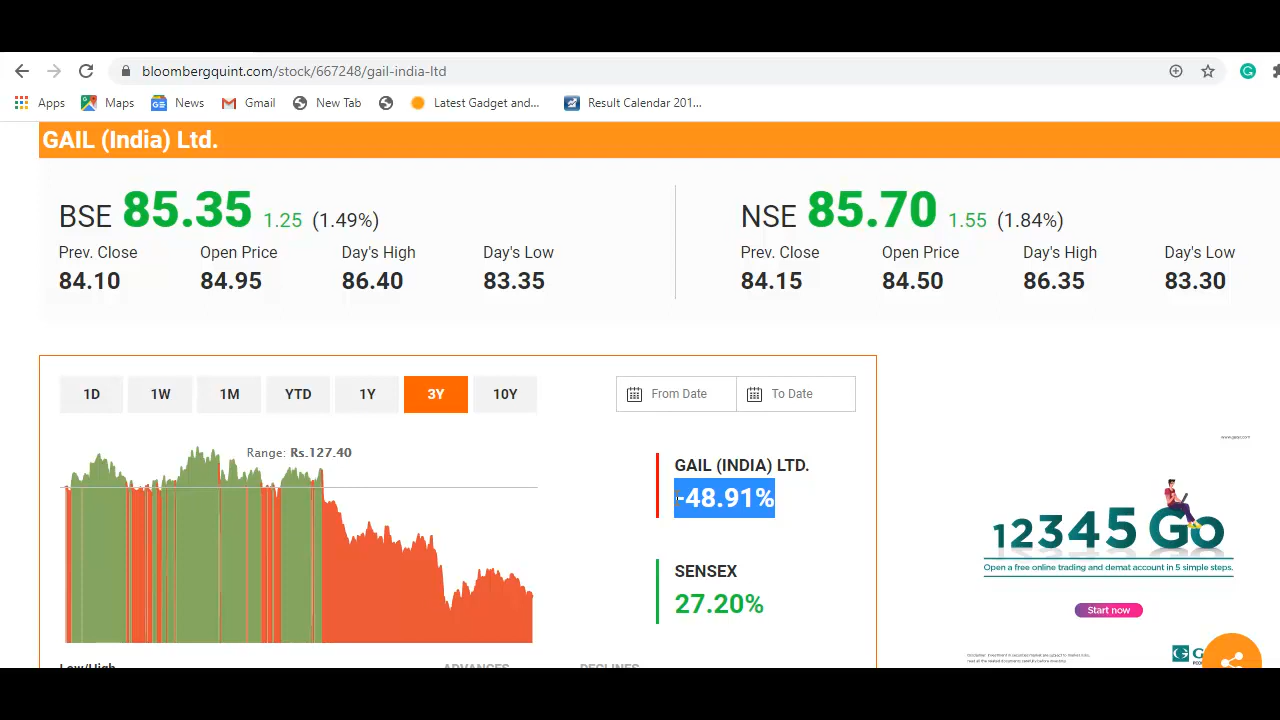 bloombergquint.com/stock/667248/gail-india-ltd
Apps Maps News Gmail New Tab Latest Gadget and... Result Calendar 201...
GAIL (India) Ltd.
BSE 85.35 1.25 (1.49%)
Prev. Close Open Price Day's High Day's Low
84.10 84.95 86.40 83.35
NSE 85.70 1.55 (1.84%)
Prev. Close Open Price Day's High Day's Low
84.15 84.50 86.35 83.30
1D 1W 1M YTD 1Y 3Y 10Y
From Date To Date
Range: Rs.127.40
GAIL (INDIA) LTD.
-48.91%
SENSEX
27.20%
Low/High ADVANCES DECLINES
12345 Go
Open a free online trading and demat account in 5 simple steps.
Start now